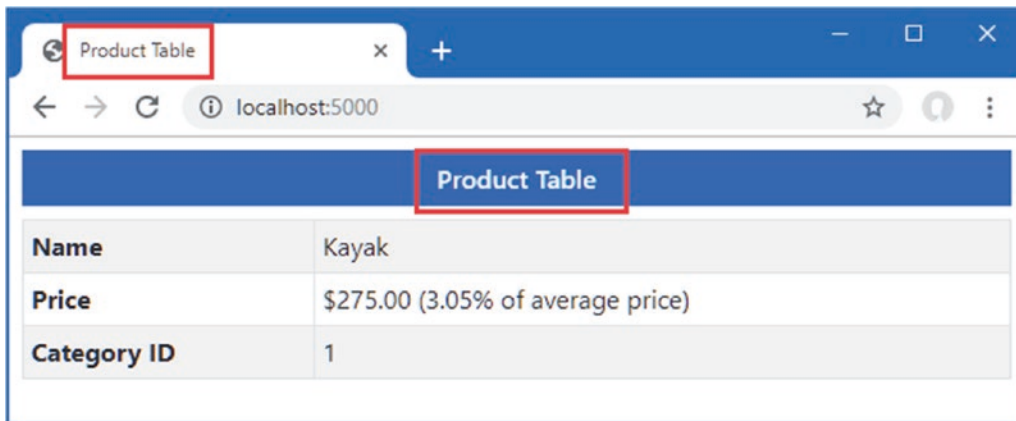 Product Table
localhost:5000
Product Table
Name Kayak
Price $275.00 (3.05% of average price)
Category ID 1